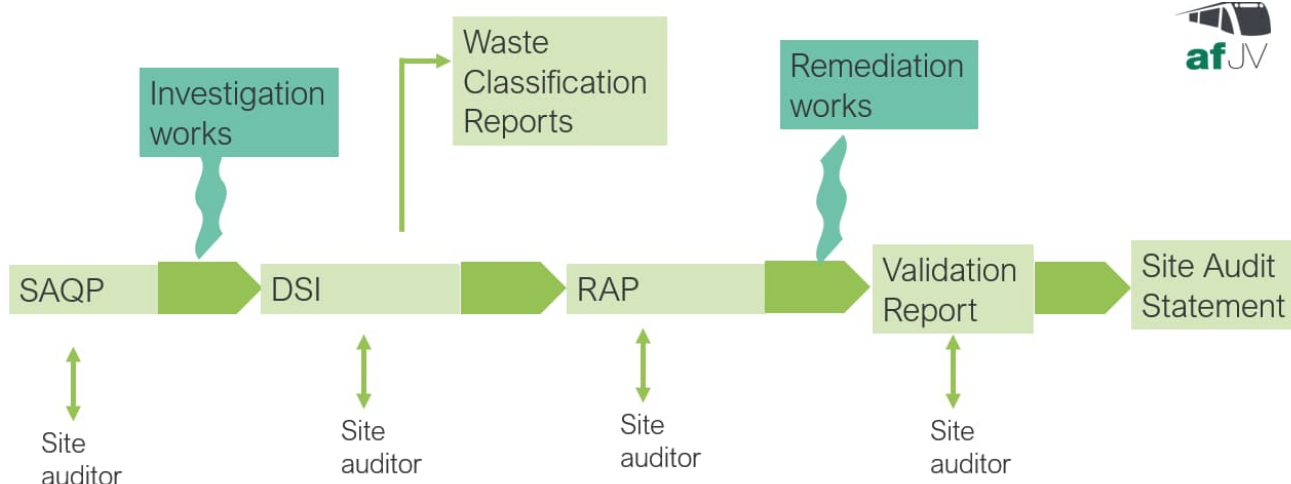 Waste
Classification
Reports
afJV
Investigation
works
Remediation
works
SAQP
DSI
RAP
Validation
Report
Site Audit
Statement
Site
auditor
Site
auditor
Site
auditor
Site
auditor